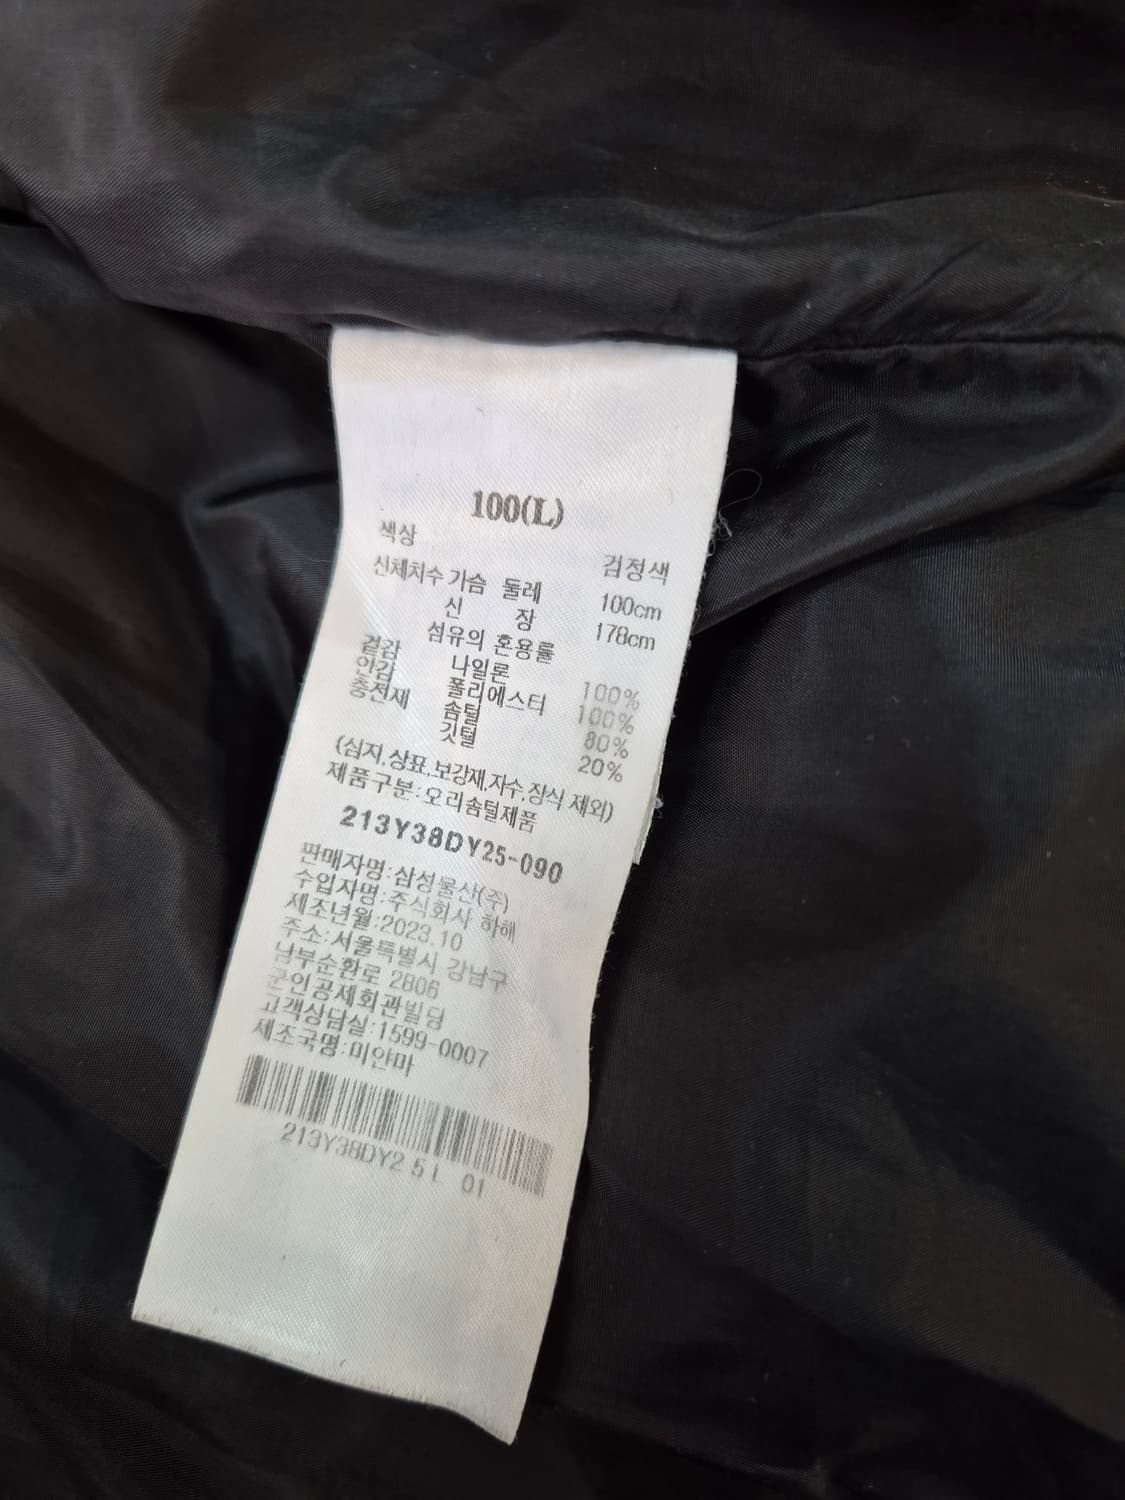 100(L)
색상 검정색
신체치수 가슴 둘레 100cm
신 장 178cm
섬유의 혼용률
겉감 나일론 100%
안감 폴리에스터 100%
충전재 솜털 80%
깃털 20%
(심지,상표,보강재,자수,장식 제외)
제품구분:오리솜털제품
213Y38DY25-090
판매자명:삼성물산(주)
수입자명:주식회사 하해
제조년월:2023.10
주소:서울특별시 강남구
남부순환로 2806
군인공제회관빌딩
고객상담실:1599-0007
제조국명:미얀마
213Y38DY2 5 L 01